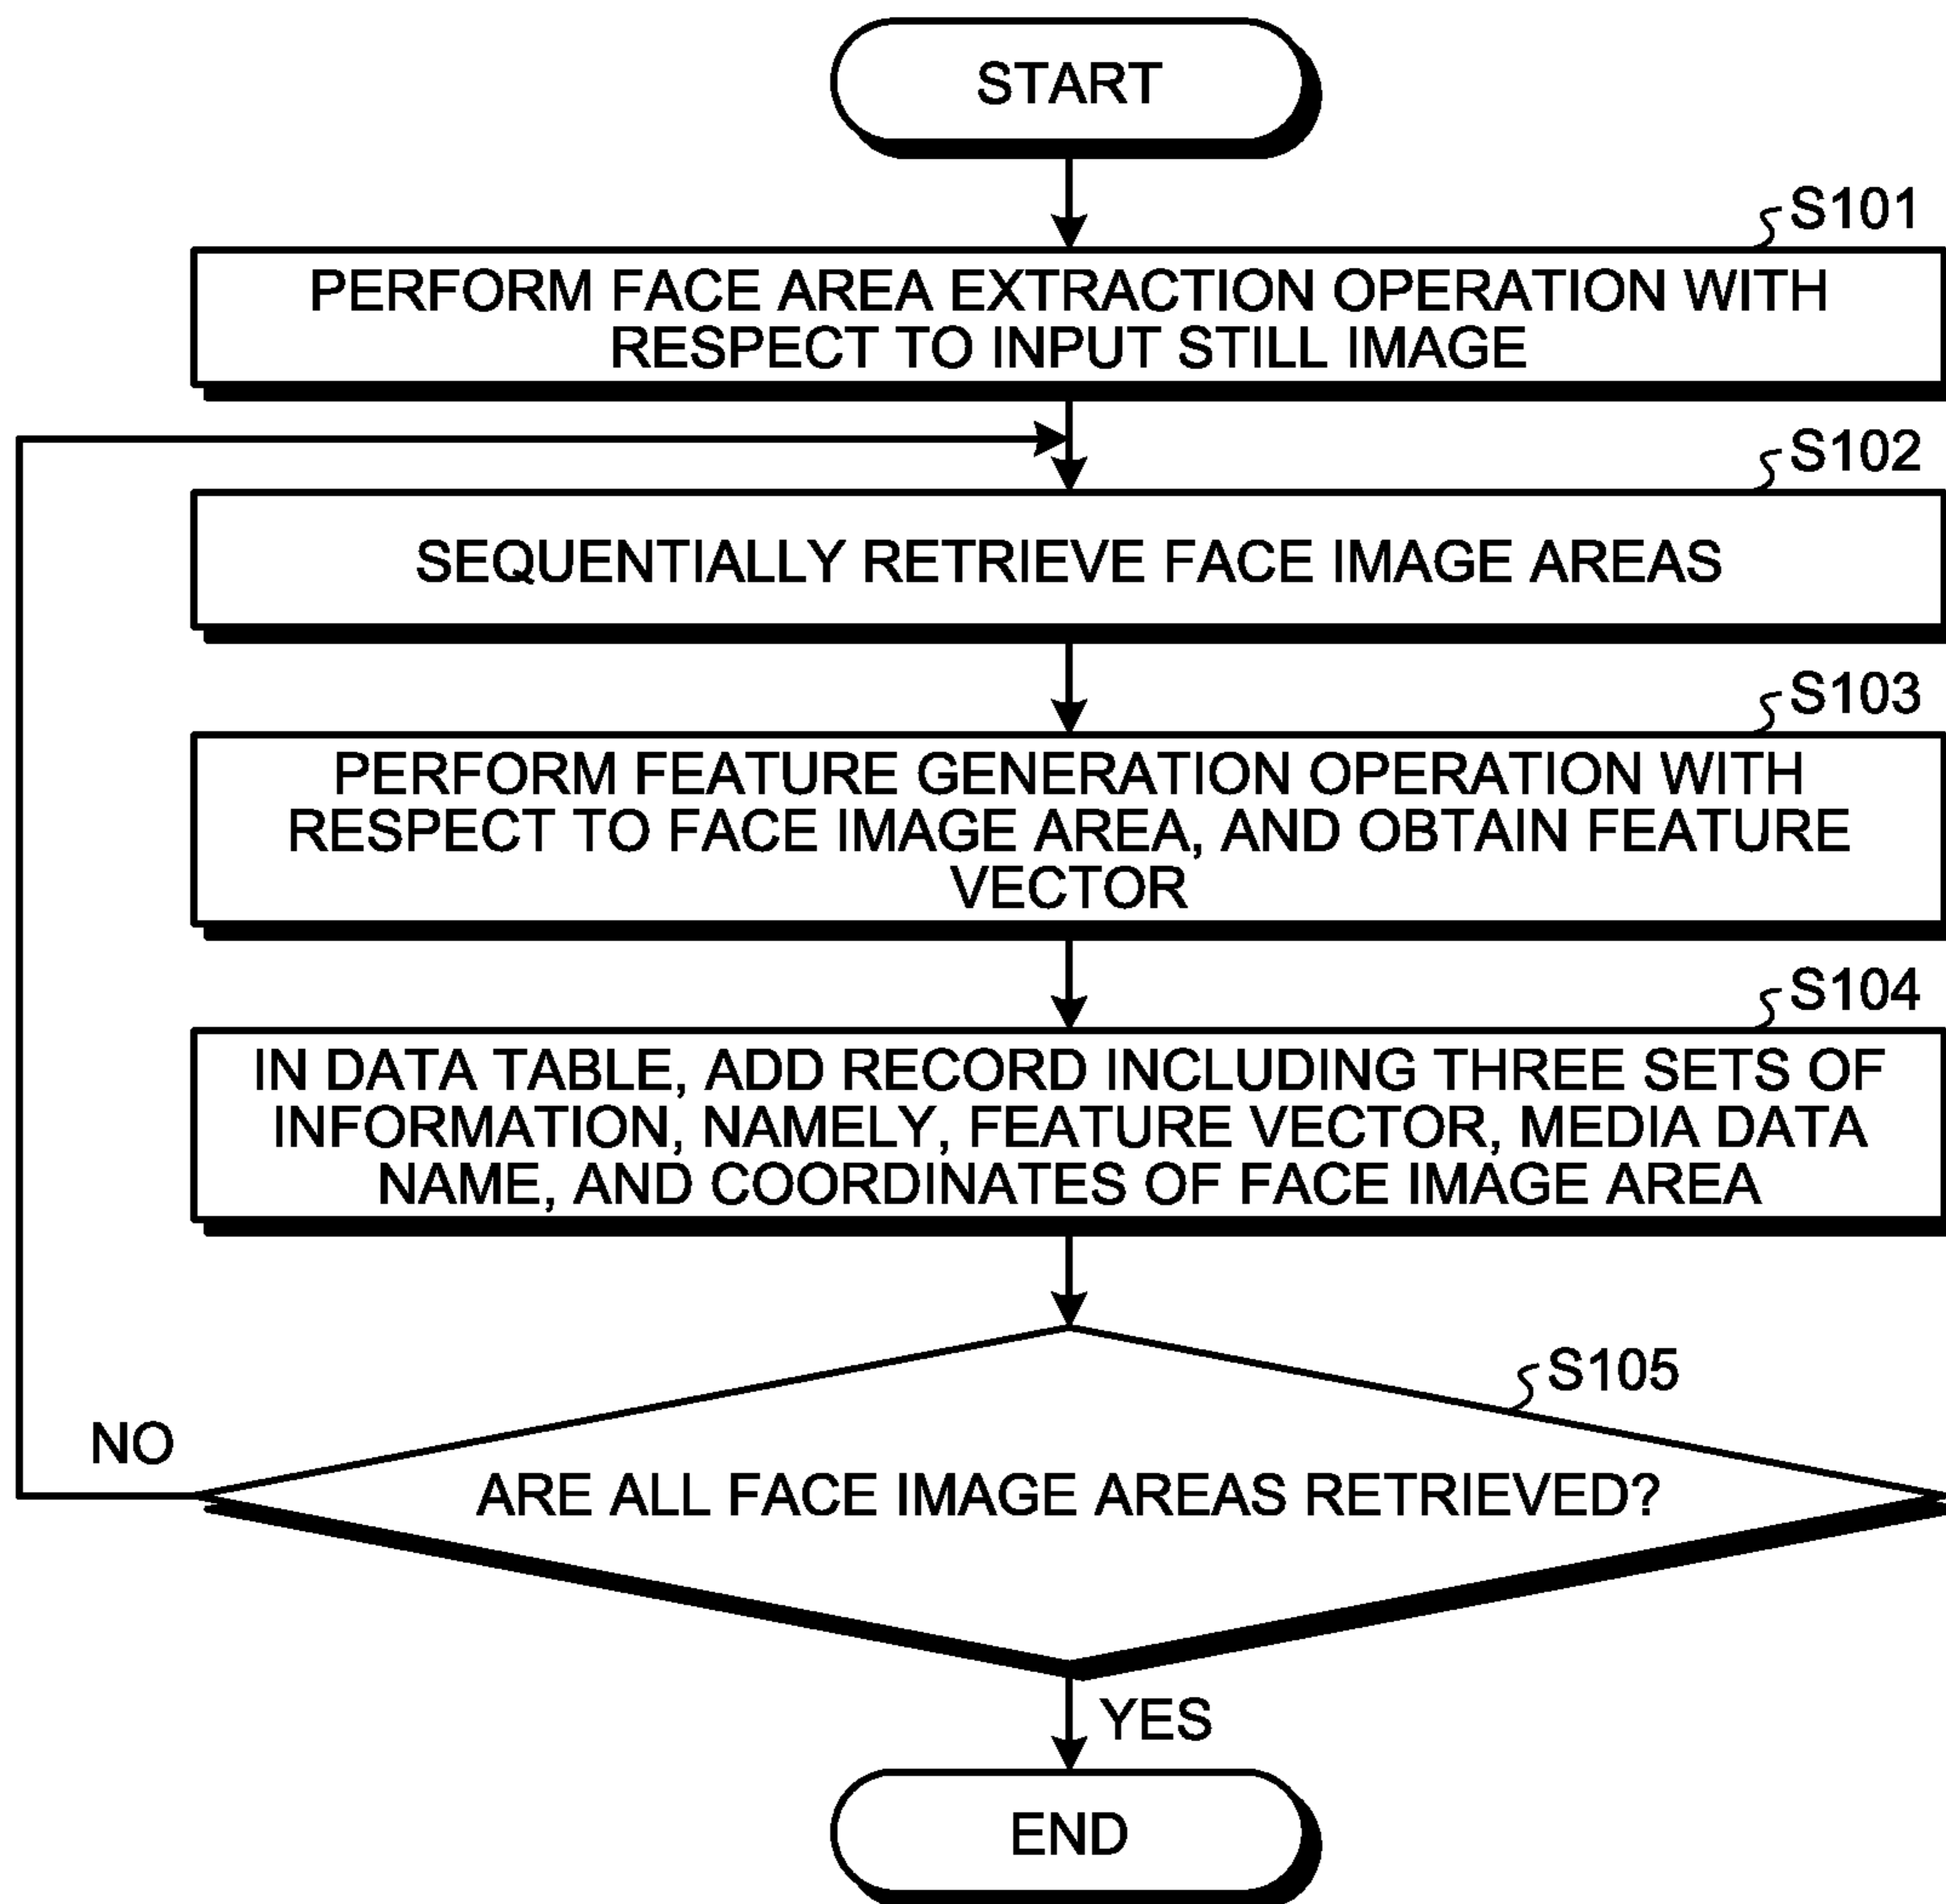 START
S101
PERFORM FACE AREA EXTRACTION OPERATION WITH
RESPECT TO INPUT STILL IMAGE
S102
SEQUENTIALLY RETRIEVE FACE IMAGE AREAS
S103
PERFORM FEATURE GENERATION OPERATION WITH
RESPECT TO FACE IMAGE AREA, AND OBTAIN FEATURE
VECTOR
S104
IN DATA TABLE, ADD RECORD INCLUDING THREE SETS OF
INFORMATION, NAMELY, FEATURE VECTOR, MEDIA DATA
NAME, AND COORDINATES OF FACE IMAGE AREA
S105
NO
ARE ALL FACE IMAGE AREAS RETRIEVED?
YES
END